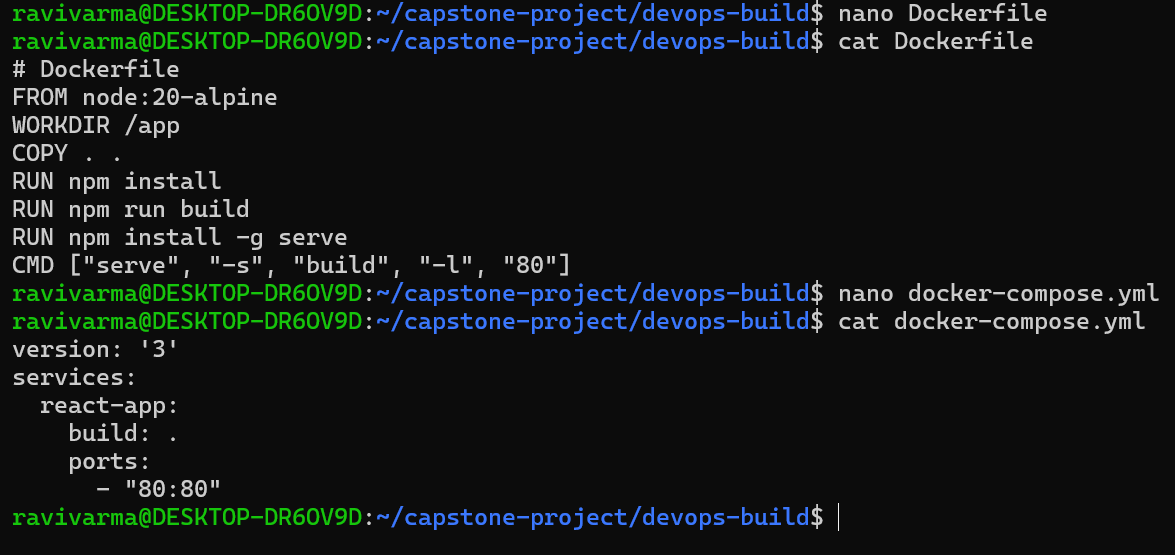 ravivarma@DESKTOP-DR6OV9D:~/capstone-project/devops-build$ nano Dockerfile
ravivarma@DESKTOP-DR6OV9D:~/capstone-project/devops-build$ cat Dockerfile
# Dockerfile
FROM node:20-alpine
WORKDIR /app
COPY . .
RUN npm install
RUN npm run build
RUN npm install -g serve
CMD ["serve", "-s", "build", "-l", "80"]
ravivarma@DESKTOP-DR6OV9D:~/capstone-project/devops-build$ nano docker-compose.yml
ravivarma@DESKTOP-DR6OV9D:~/capstone-project/devops-build$ cat docker-compose.yml
version: '3'
services:
  react-app:
    build: .
    ports:
      - "80:80"
ravivarma@DESKTOP-DR6OV9D:~/capstone-project/devops-build$